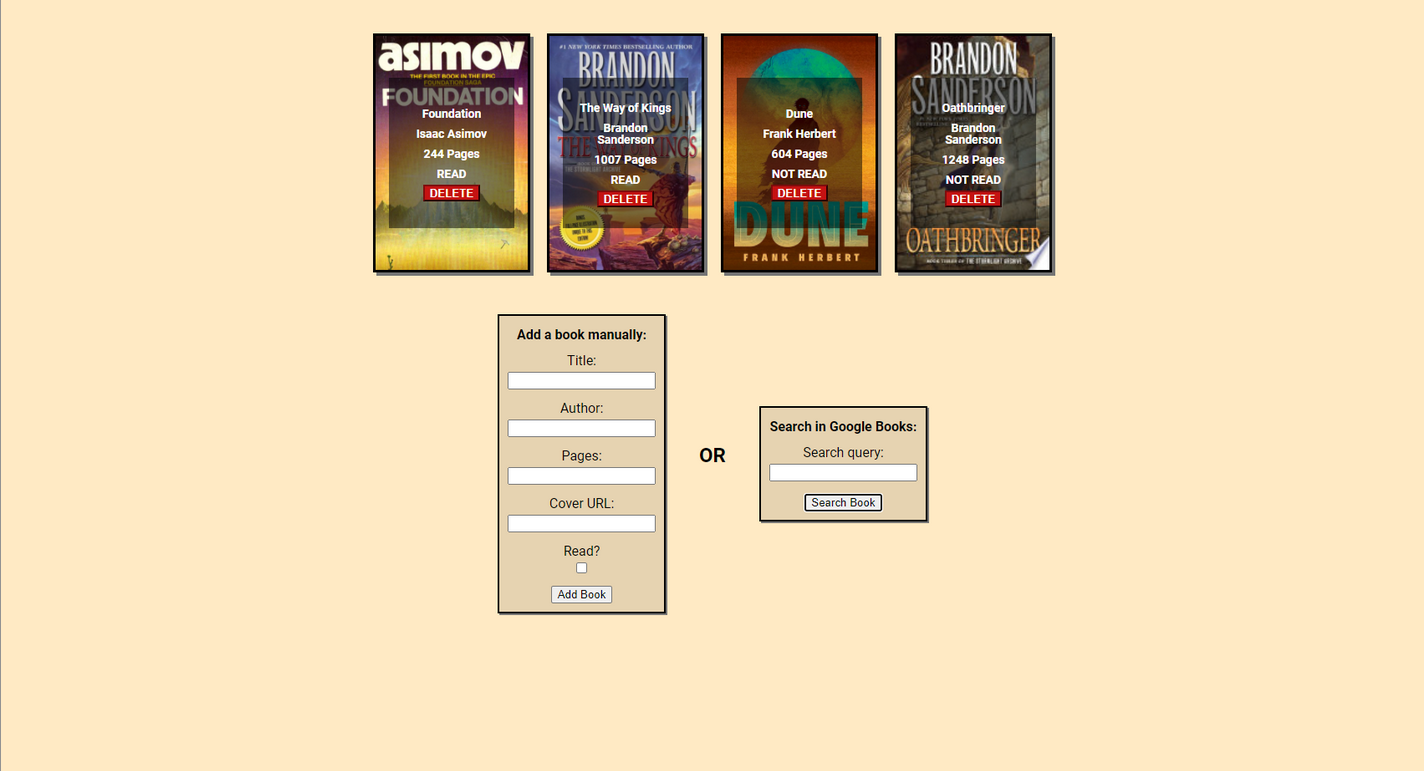 asimov
THE FIRST BOOK IN THE EPIC
FOUNDATION SAGA
FOUNDATION
Foundation
Isaac Asimov
244 Pages
READ
DELETE
#1 NEW YORK TIMES BESTSELLING AUTHOR
BRANDON
SANDERSON
THE WAY OF KINGS
The Way of Kings
Brandon
Sanderson
1007 Pages
READ
DELETE
Dune
Frank Herbert
604 Pages
NOT READ
DELETE
DUNE
FRANK HERBERT
BRANDON
SANDERSON
Oathbringer
Brandon
Sanderson
1248 Pages
NOT READ
DELETE
OATHBRINGER
BOOK THREE OF THE STORMLIGHT ARCHIVE
Add a book manually:
Title:
Author:
Pages:
Cover URL:
Read?
Add Book
OR
Search in Google Books:
Search query:
Search Book